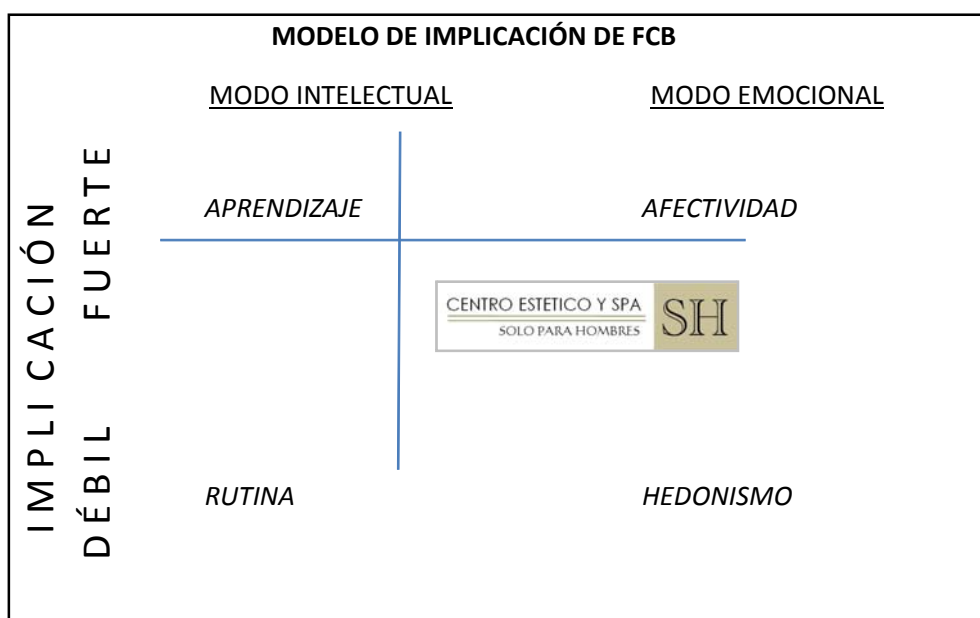 MODELO DE IMPLICACIÓN DE FCB
MODO INTELECTUAL
MODO EMOCIONAL
IMPLICACIÓN
FUERTE
DÉBIL
APRENDIZAJE
AFECTIVIDAD
CENTRO ESTETICO Y SPA
SOLO PARA HOMBRES
SH
RUTINA
HEDONISMO